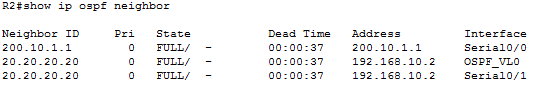 R2#show ip ospf neighbor
Neighbor ID Pri State Dead Time Address Interface
200.10.1.1 0 FULL/ - 00:00:37 200.10.1.1 Serial0/0
20.20.20.20 0 FULL/ - 00:00:37 192.168.10.2 OSPF_VL0
20.20.20.20 0 FULL/ - 00:00:37 192.168.10.2 Serial0/1